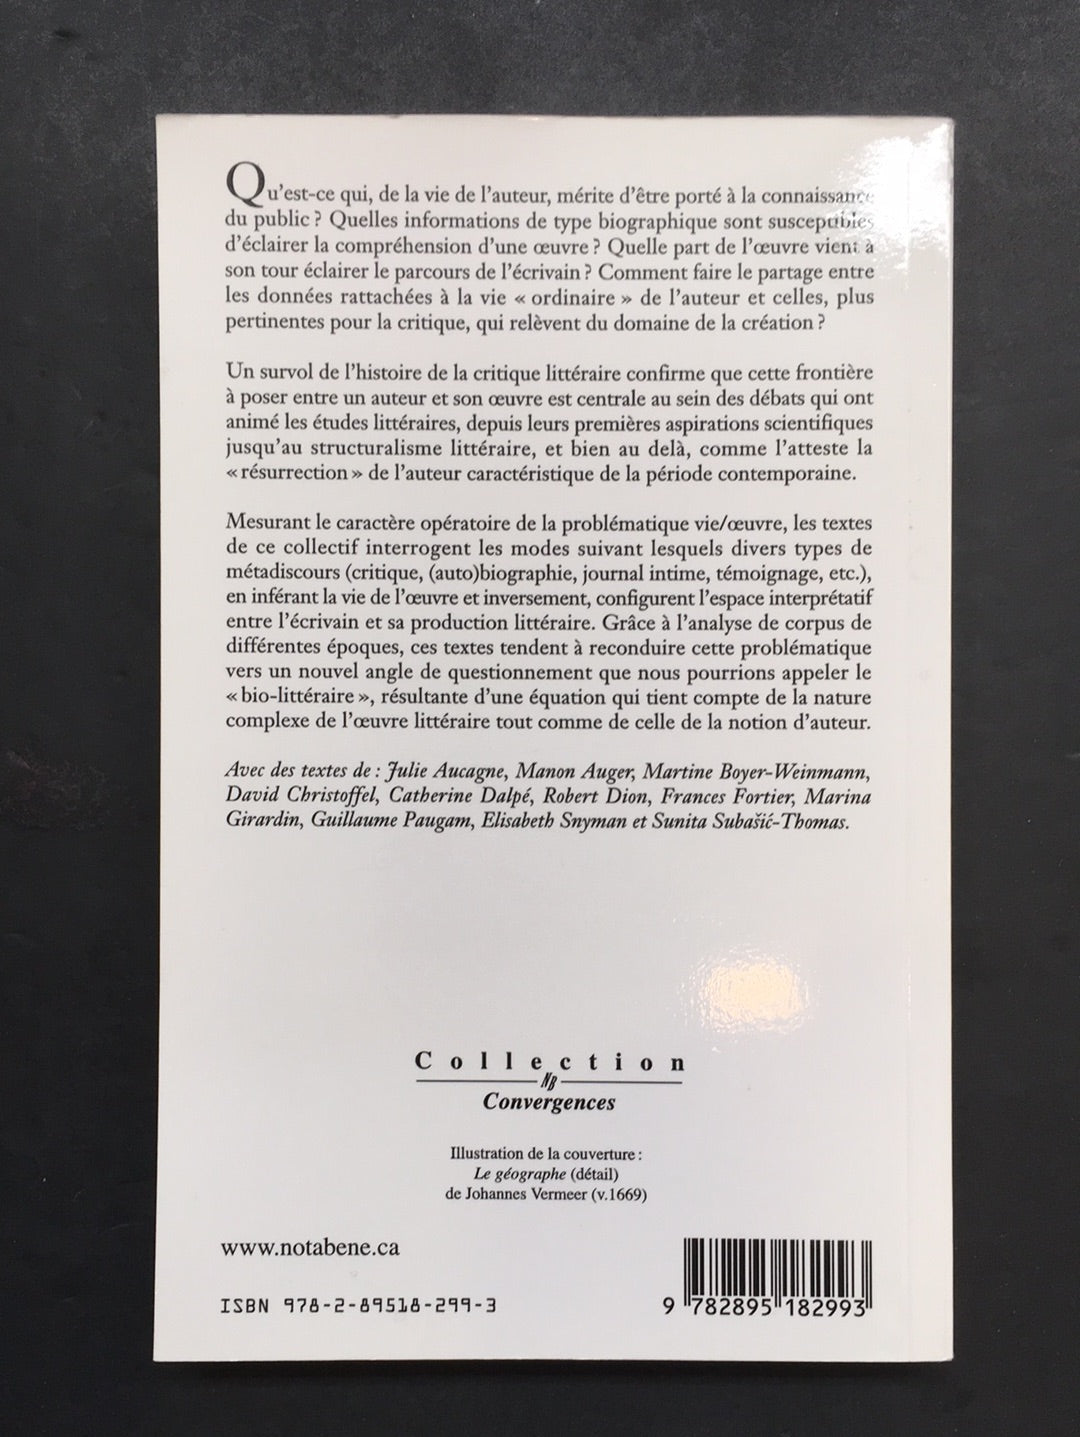 Qu'est-ce qui, de la vie de l'auteur, mérite d'être porté à la connaissance
du public ? Quelles informations de type biographique sont susceptibles
d'éclairer la compréhension d'une œuvre ? Quelle part de l'œuvre vient à
son tour éclairer le parcours de l'écrivain ? Comment faire le partage entre
les données rattachées à la vie « ordinaire » de l'auteur et celles, plus
pertinentes pour la critique, qui relèvent du domaine de la création ?
Un survol de l'histoire de la critique littéraire confirme que cette frontière
à poser entre un auteur et son œuvre est centrale au sein des débats qui ont
animé les études littéraires, depuis leurs premières aspirations scientifiques
jusqu'au structuralisme littéraire, et bien au delà, comme l'atteste la
« résurrection » de l'auteur caractéristique de la période contemporaine.
Mesurant le caractère opératoire de la problématique vie/œuvre, les textes
de ce collectif interrogent les modes suivant lesquels divers types de
métadiscours (critique, (auto)biographie, journal intime, témoignage, etc.),
en inférant la vie de l'œuvre et inversement, configurent l'espace interprétatif
entre l'écrivain et sa production littéraire. Grâce à l'analyse de corpus de
différentes époques, ces textes tendent à reconduire cette problématique
vers un nouvel angle de questionnement que nous pourrions appeler le
« bio-littéraire », résultante d'une équation qui tient compte de la nature
complexe de l'œuvre littéraire tout comme de celle de la notion d'auteur.
Avec des textes de : Julie Aucagne, Manon Auger, Martine Boyer-Weinmann,
David Christoffel, Catherine Dalpé, Robert Dion, Frances Fortier, Marina
Girardin, Guillaume Paugam, Elisabeth Snyman et Sunita Subašić-Thomas.
Collection
NB
Convergences
Illustration de la couverture :
Le géographe (détail)
de Johannes Vermeer (v.1669)
www.notabene.ca
ISBN 978-2-89518-299-3
9 782895 182993